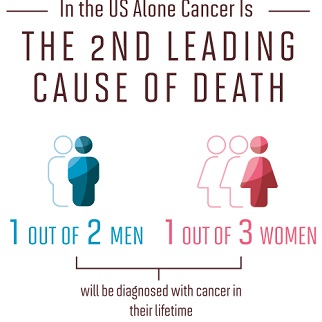 In the US Alone Cancer Is
THE 2ND LEADING
CAUSE OF DEATH
1 OUT OF 2 MEN
1 OUT OF 3 WOMEN
will be diagnosed with cancer in
their lifetime